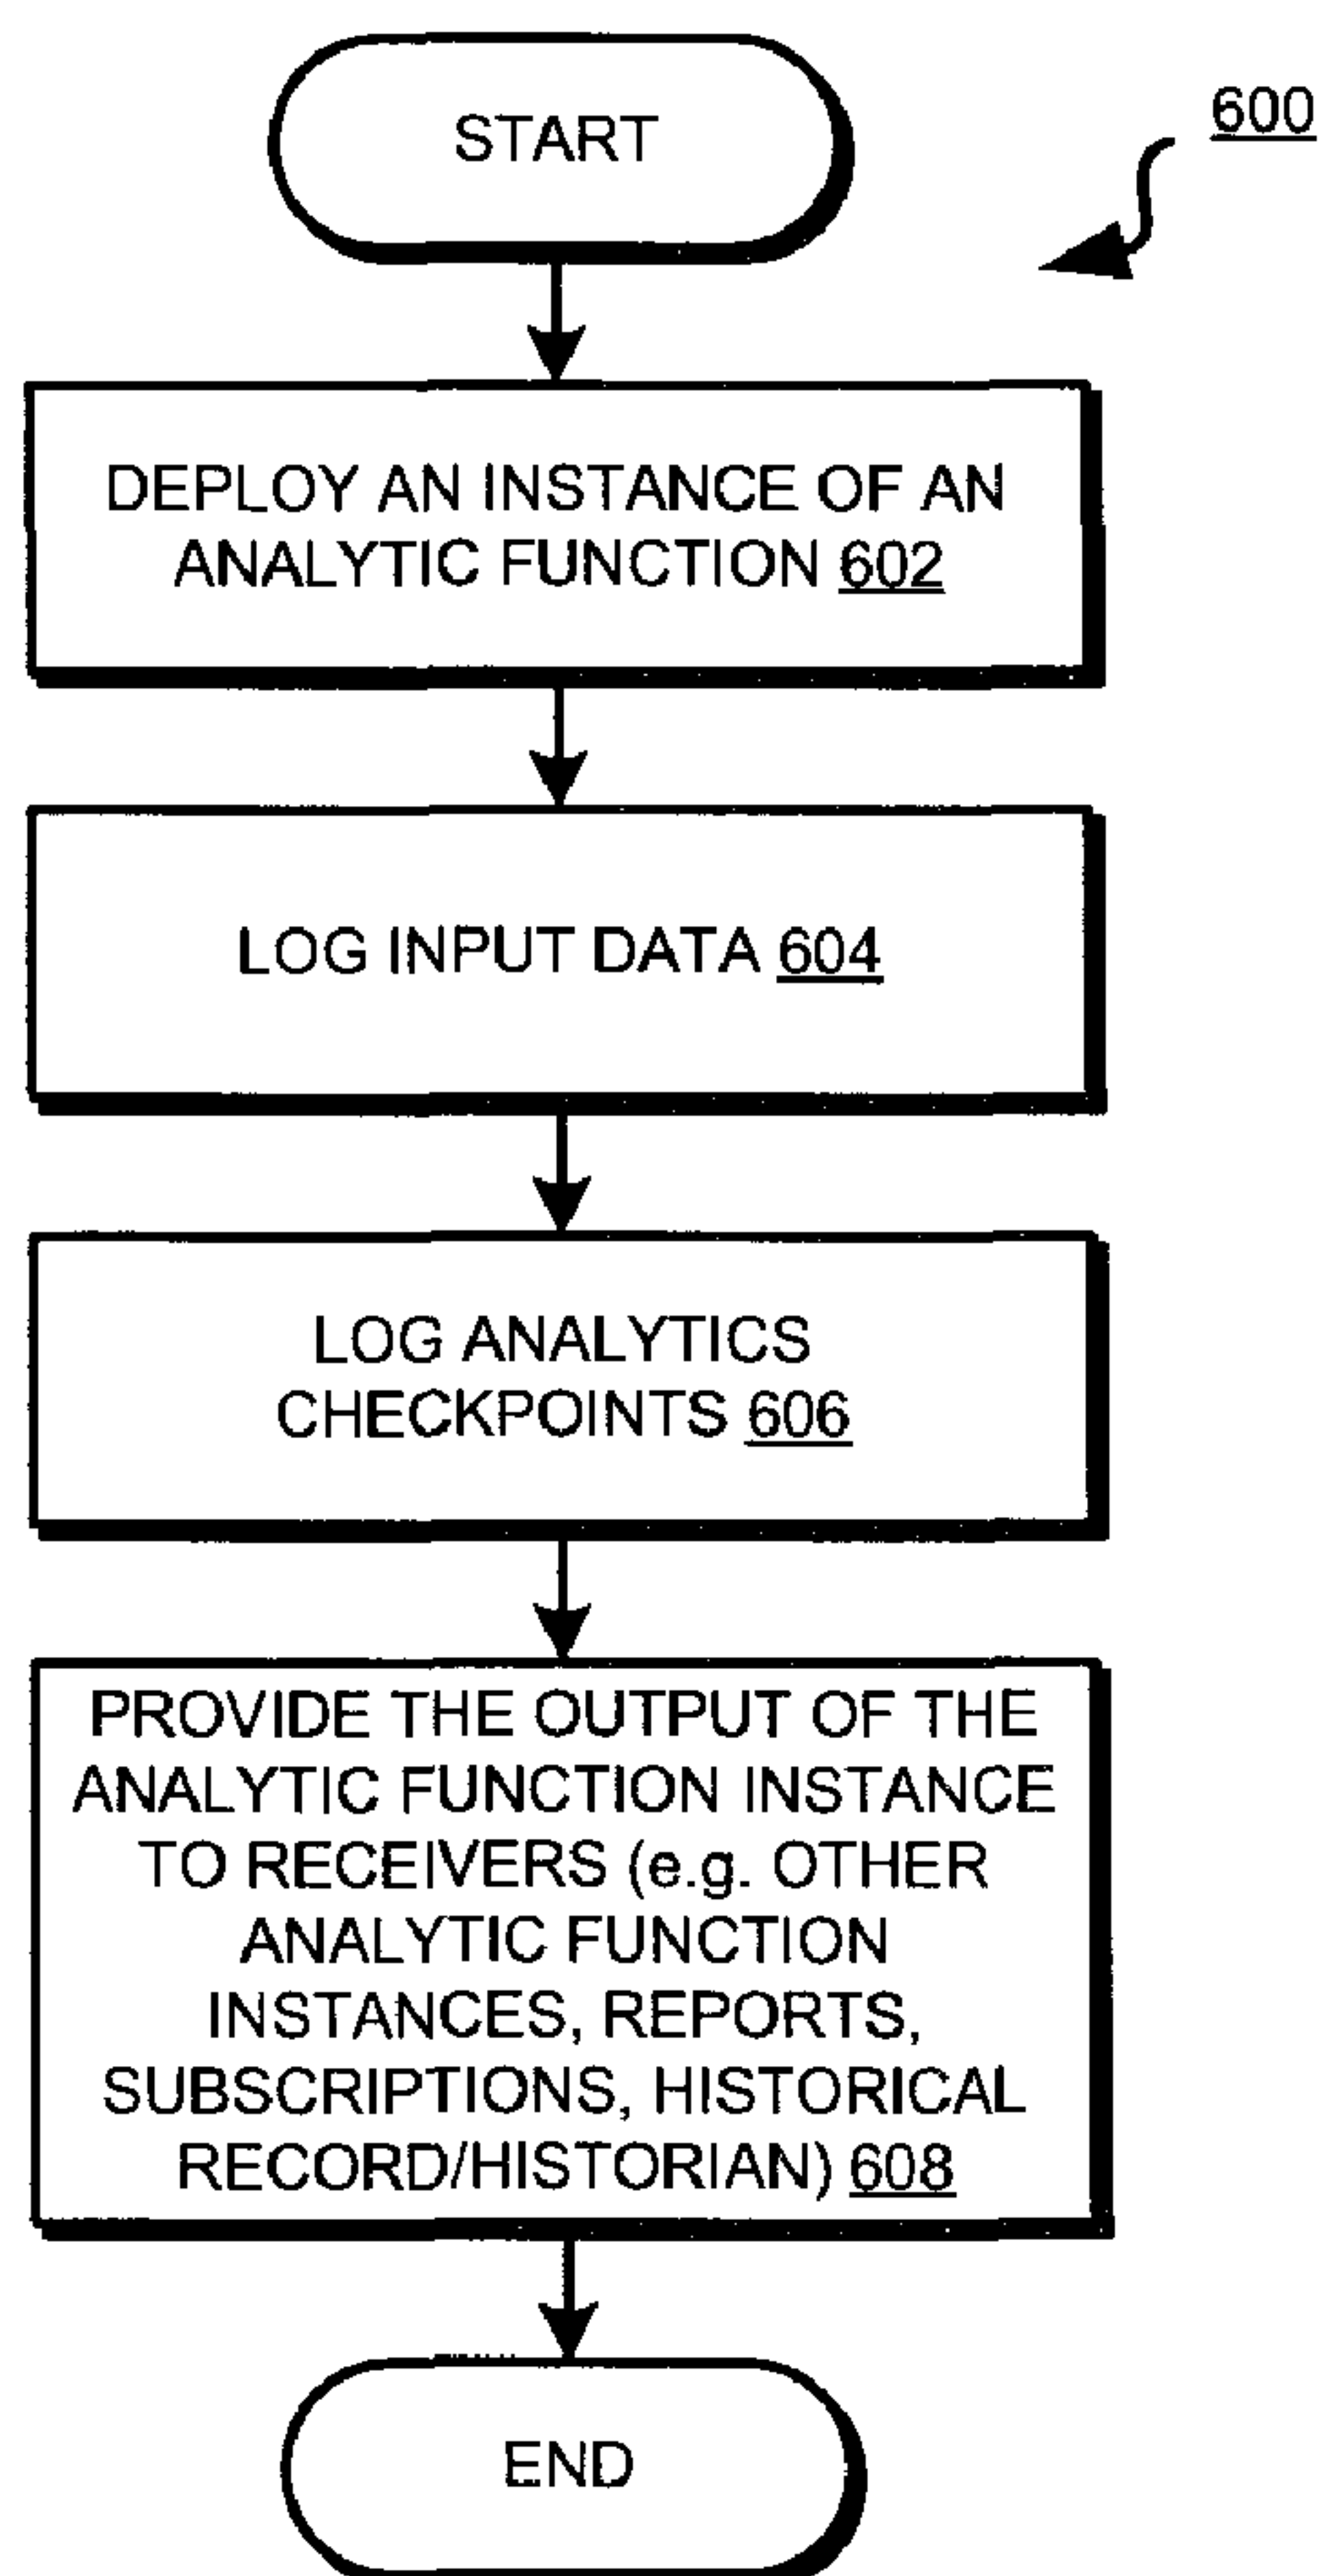 START
600
DEPLOY AN INSTANCE OF AN
ANALYTIC FUNCTION 602
LOG INPUT DATA 604
LOG ANALYTICS
CHECKPOINTS 606
PROVIDE THE OUTPUT OF THE
ANALYTIC FUNCTION INSTANCE
TO RECEIVERS (e.g. OTHER
ANALYTIC FUNCTION
INSTANCES, REPORTS,
SUBSCRIPTIONS, HISTORICAL
RECORD/HISTORIAN) 608
END